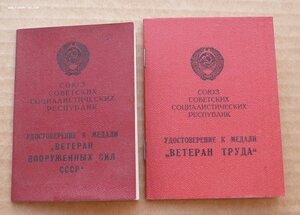 СОЮЗ
СОВЕТСКИХ
СОЦИАЛИСТИЧЕСКИХ
РЕСПУБЛИК
УДОСТОВЕРЕНИЕ К МЕДАЛИ
„ВЕТЕРАН
ВООРУЖЕННЫХ СИЛ
СССР“
СОЮЗ
СОВЕТСКИХ
СОЦИАЛИСТИЧЕСКИХ
РЕСПУБЛИК
УДОСТОВЕРЕНИЕ К МЕДАЛИ
„ВЕТЕРАН ТРУДА“